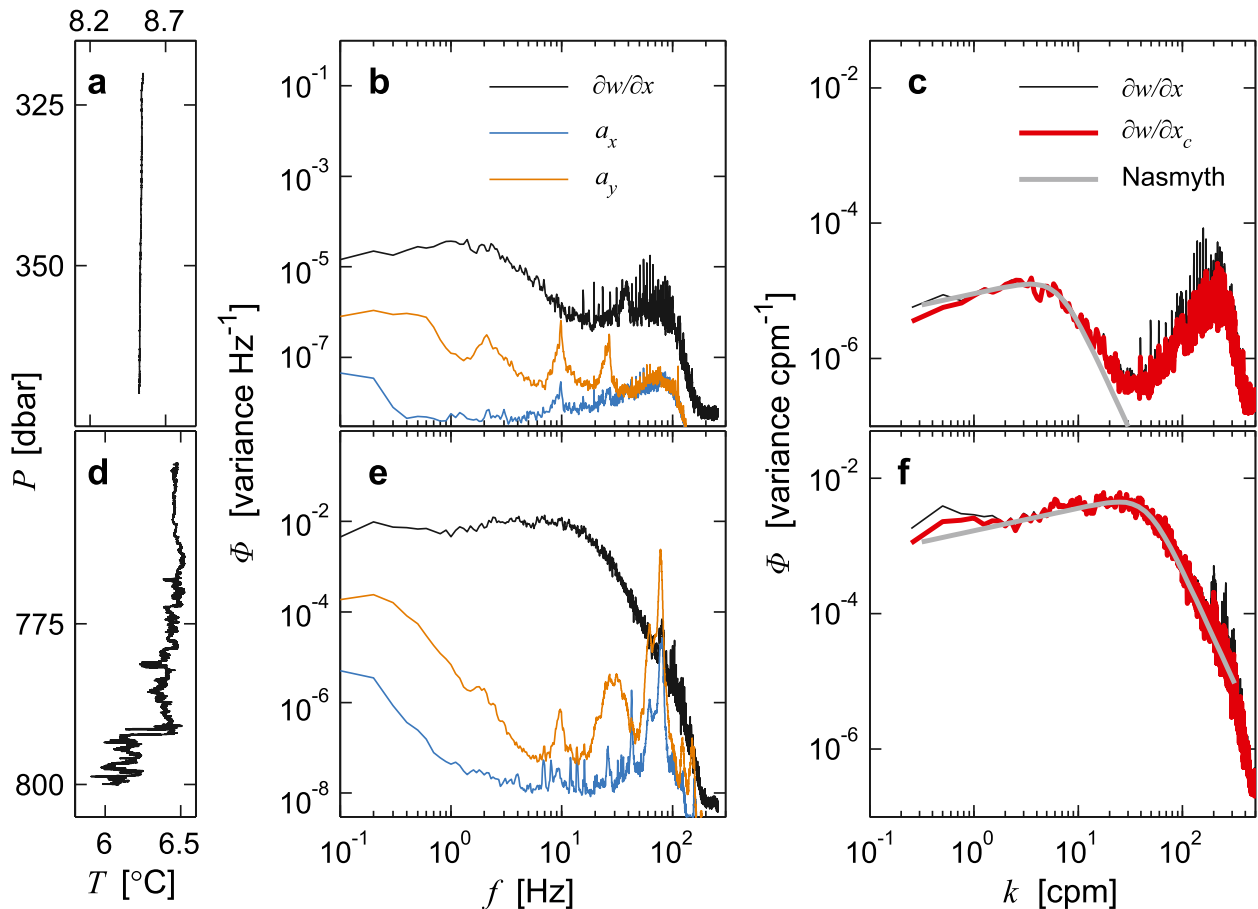 8.2 8.7
a
325
350
P [dbar]
d
775
800
6 6.5
T [°C]
b
∂w/∂x
a_x
a_y
10^-1
10^-3
10^-5
10^-7
Φ [variance Hz^-1]
e
10^-2
10^-4
10^-6
10^-8
10^-1 10^0 10^1 10^2
f [Hz]
c
∂w/∂x
∂w/∂x_c
Nasmyth
10^-2
10^-4
10^-6
Φ [variance cpm^-1]
f
10^-2
10^-4
10^-6
10^-1 10^0 10^1 10^2
k [cpm]